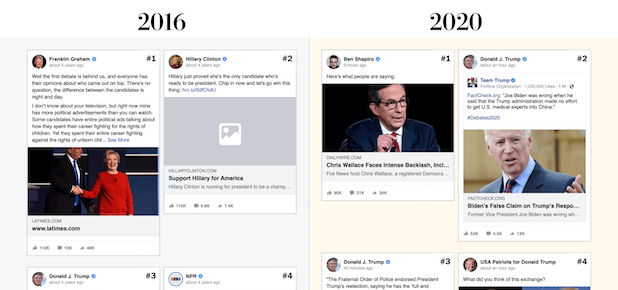 2016
2020
Franklin Graham
about 4 years ago
#1
Well the first debate is behind us, and everyone has
their opinions about who came out on top. There's no
question, the difference between the candidates is
night and day.
I don't know about your television, but right now mine
has more political advertisements than you can watch.
Some candidates have entire political ads talking about
how they spent their career fighting for the rights of
children. Yet they spent their entire career fighting
against the rights of unborn chil... See More
LATIMES.COM
www.latimes.com
110K
10K
48K
Hillary Clinton
about 4 years ago
#2
Hillary just proved she's the only candidate who's
ready to be president. Chip in now and let's go win this
thing:
HILLARYCLINTON.COM
Support Hillary for America
Hillary Clinton is running for president to be a champ...
116K
6.6K
7.4K
Ben Shapiro
8 hours ago
#1
Here's what people are saying.
DAILYWIRE.COM
Chris Wallace Faces Intense Backlash, Incl...
Fox News host Chris Wallace, a registered Democra...
95K
21K
34K
Donald J. Trump
about an hour ago
#2
Team Trump
Political Organization · 1,250,955 Likes ·
FactCheck.org: "Joe Biden was wrong when he
said that the Trump administration made no effort
to get U.S. medical experts into China."
#Debates2020
FACTCHECK.ORG
Biden's False Claim on Trump's Respo...
Former Vice President Joe Biden was wrong wh...
53K
4.5K
13K
Donald J. Trump
about 4 years ago
#3
NPR
about 4 years ago
#4
Donald J. Trump
40 minutes ago
#3
"The Fraternal Order of Police endorsed President
Trump's reelection, saying he has the 'full and
USA Patriots for Donald Trump
about an hour ago
#4
What did you think of this exchange?